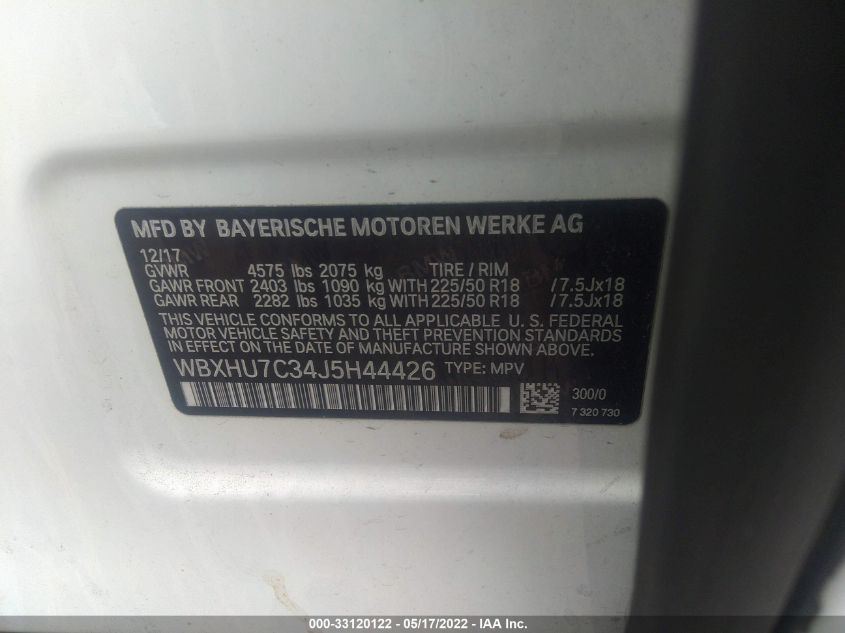 MFD BY BAYERISCHE MOTOREN WERKE AG
12/17
GVWR 4575 lbs 2075 kg TIRE / RIM
GAWR FRONT 2403 lbs 1090 kg WITH 225/50 R18 / 7.5Jx18
GAWR REAR 2282 lbs 1035 kg WITH 225/50 R18 / 7.5Jx18
THIS VEHICLE CONFORMS TO ALL APPLICABLE U. S. FEDERAL
MOTOR VEHICLE SAFETY AND THEFT PREVENTION STANDARDS
IN EFFECT ON THE DATE OF MANUFACTURE SHOWN ABOVE.
WBXHU7C34J5H44426 TYPE: MPV
300/0
7 320 730
000-33120122 - 05/17/2022 - IAAI.com